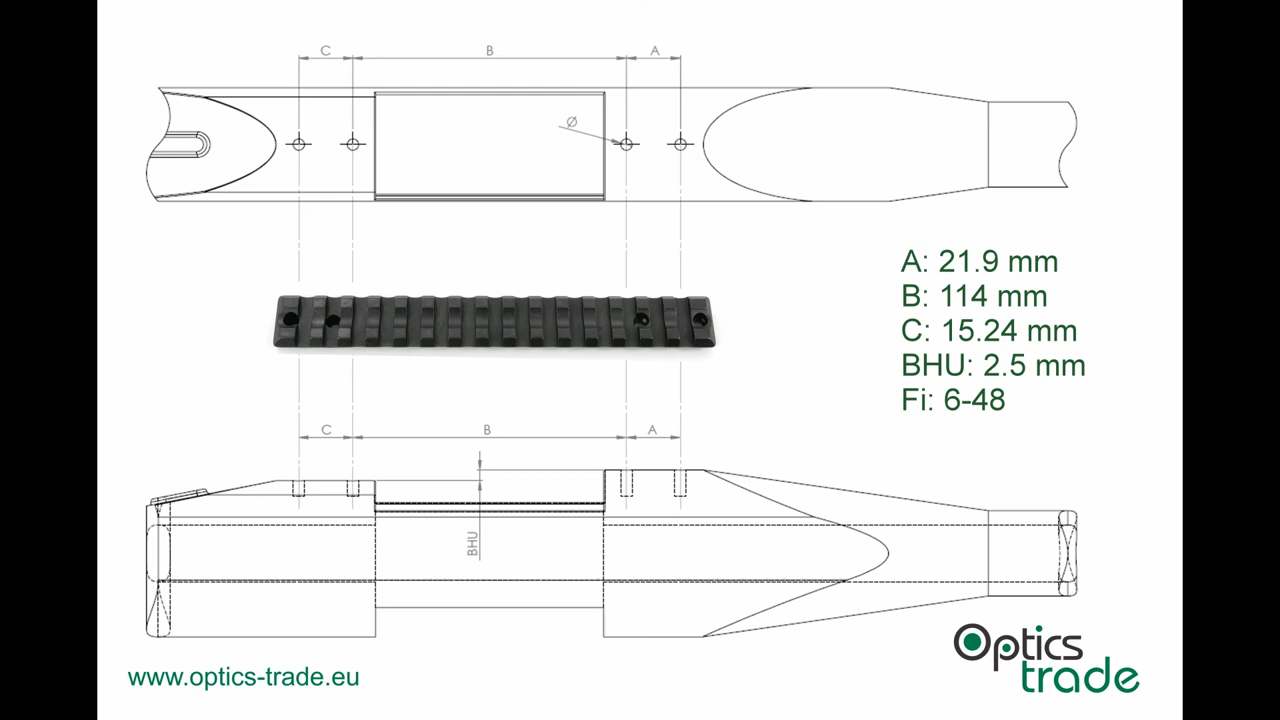 C B A
Ø
A: 21.9 mm
B: 114 mm
C: 15.24 mm
BHU: 2.5 mm
Fi: 6-48
C B A
BHU
www.optics-trade.eu
Optics
trade